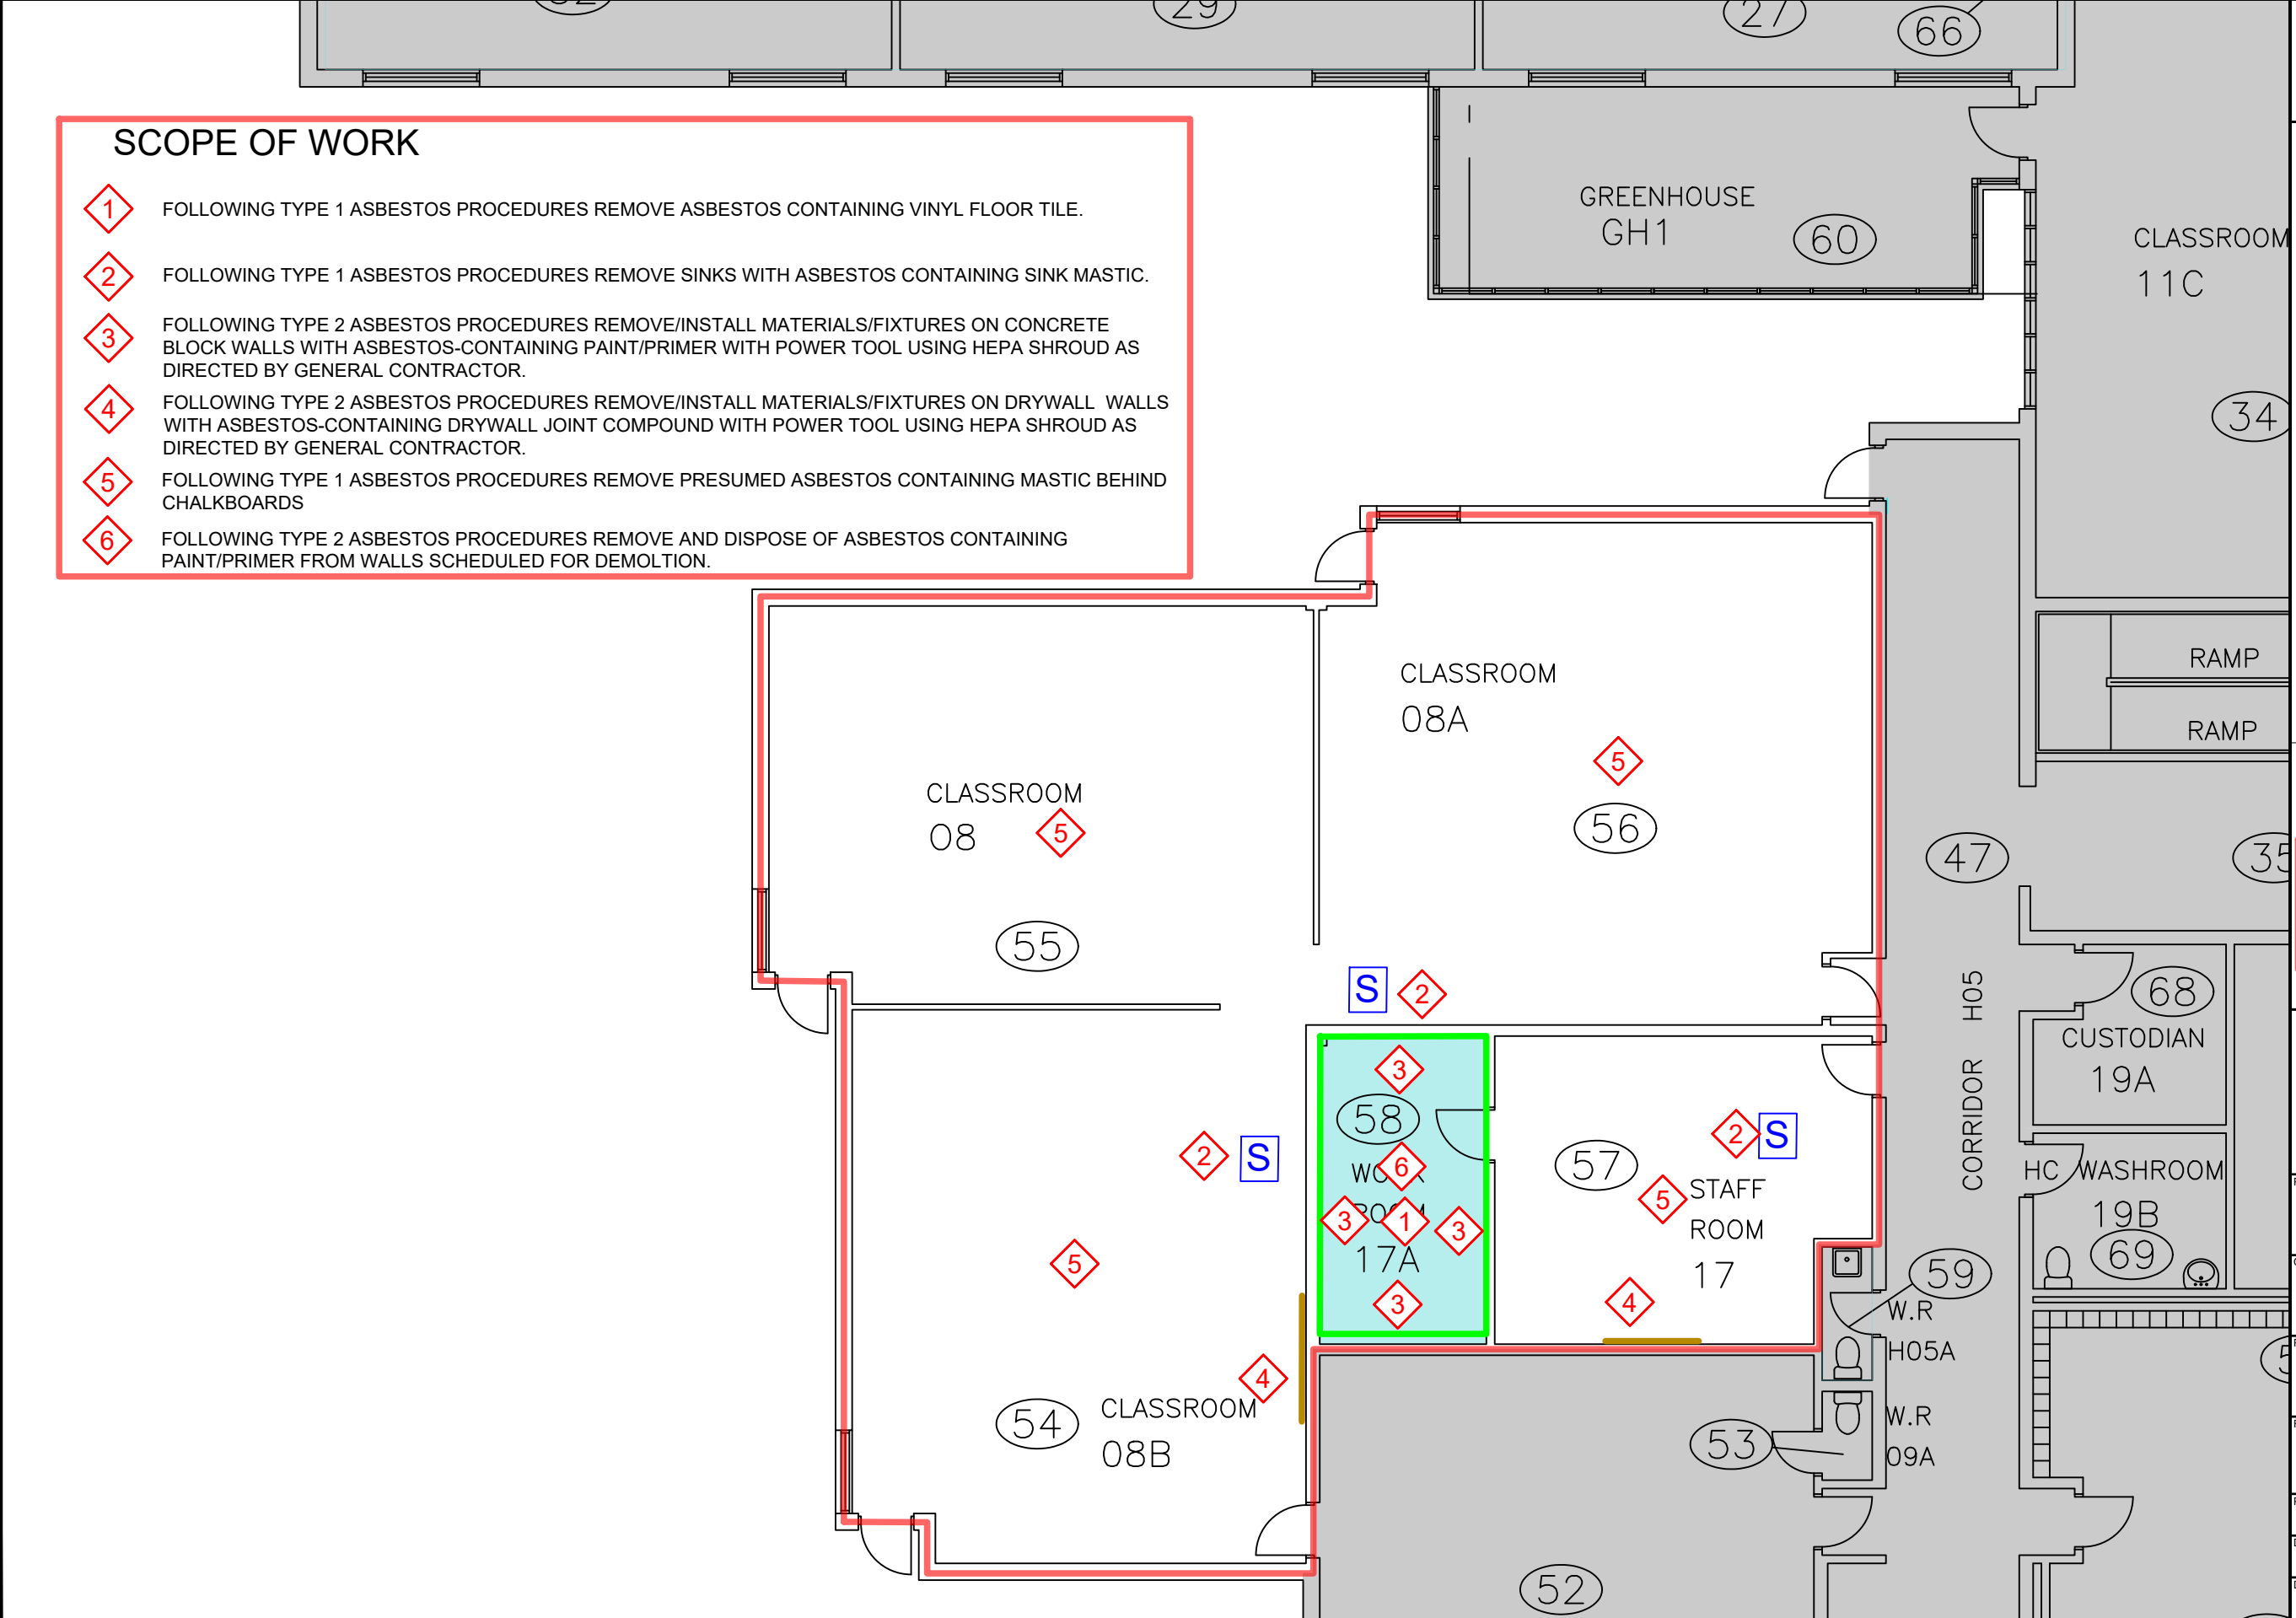 29
27
66
SCOPE OF WORK
1 FOLLOWING TYPE 1 ASBESTOS PROCEDURES REMOVE ASBESTOS CONTAINING VINYL FLOOR TILE.
2 FOLLOWING TYPE 1 ASBESTOS PROCEDURES REMOVE SINKS WITH ASBESTOS CONTAINING SINK MASTIC.
3 FOLLOWING TYPE 2 ASBESTOS PROCEDURES REMOVE/INSTALL MATERIALS/FIXTURES ON CONCRETE
BLOCK WALLS WITH ASBESTOS-CONTAINING PAINT/PRIMER WITH POWER TOOL USING HEPA SHROUD AS
DIRECTED BY GENERAL CONTRACTOR.
4 FOLLOWING TYPE 2 ASBESTOS PROCEDURES REMOVE/INSTALL MATERIALS/FIXTURES ON DRYWALL WALLS
WITH ASBESTOS-CONTAINING DRYWALL JOINT COMPOUND WITH POWER TOOL USING HEPA SHROUD AS
DIRECTED BY GENERAL CONTRACTOR.
5 FOLLOWING TYPE 1 ASBESTOS PROCEDURES REMOVE PRESUMED ASBESTOS CONTAINING MASTIC BEHIND
CHALKBOARDS
6 FOLLOWING TYPE 2 ASBESTOS PROCEDURES REMOVE AND DISPOSE OF ASBESTOS CONTAINING
PAINT/PRIMER FROM WALLS SCHEDULED FOR DEMOLTION.
GREENHOUSE
GH1
60
CLASSROOM
11C
34
RAMP
RAMP
CLASSROOM
08A
5
56
CLASSROOM
08
5
55
47
35
S
2
CORRIDOR H05
68
CUSTODIAN
19A
HC WASHROOM
19B
69
3
58
6
WORK
ROOM
3
1
3
17A
3
2
S
57
2
S
5
STAFF
ROOM
17
4
5
4
54
CLASSROOM
08B
59
W.R
H05A
53
W.R
09A
52